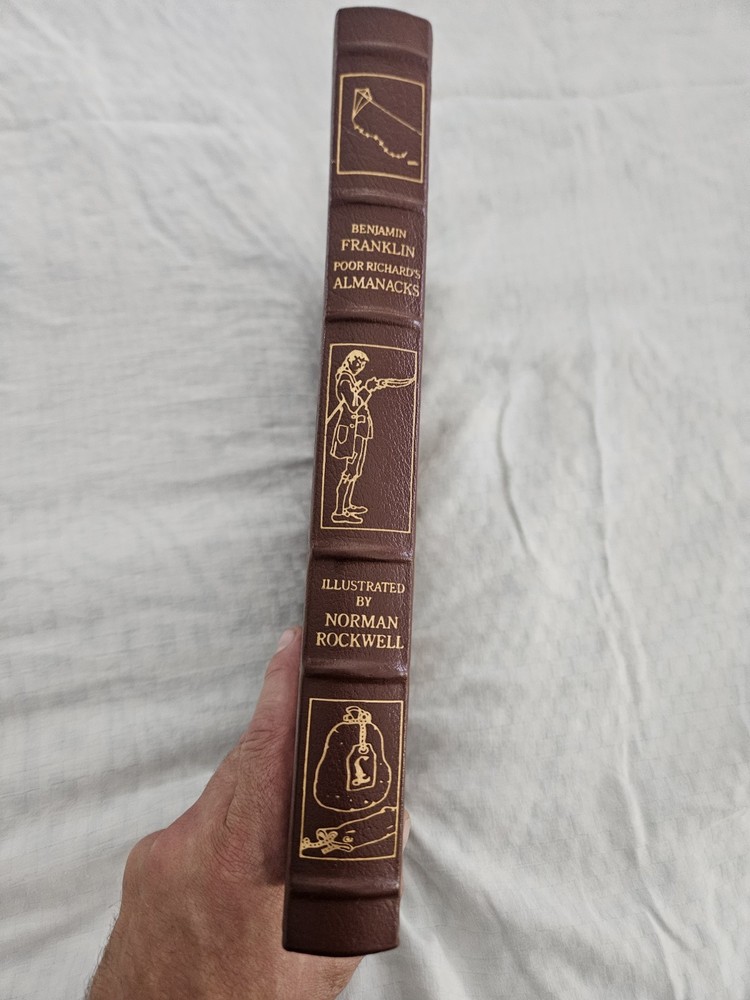 BENJAMIN
FRANKLIN
POOR RICHARD'S
ALMANACKS
ILLUSTRATED
BY
NORMAN
ROCKWELL
£